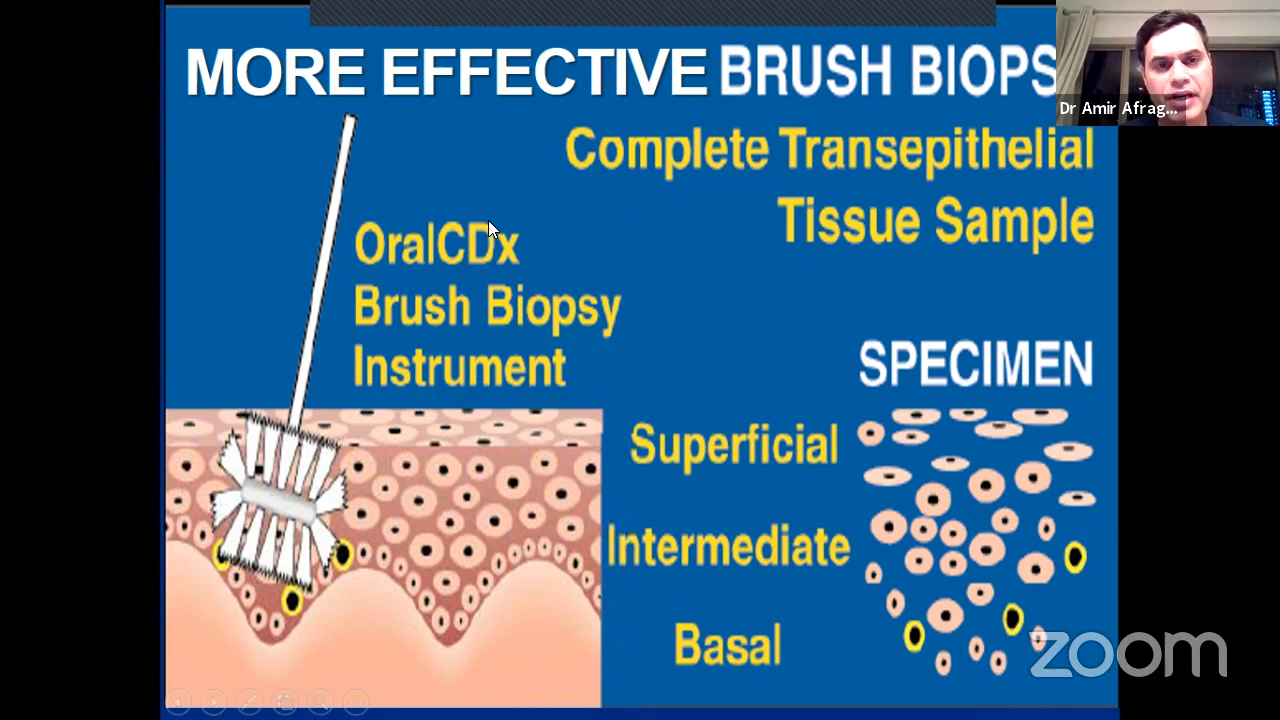 MORE EFFECTIVE BRUSH BIOPS
Dr Amir Afrag...
Complete Transepithelial
Tissue Sample
OralCDx
Brush Biopsy
Instrument
SPECIMEN
Superficial
Intermediate
Basal
zoom